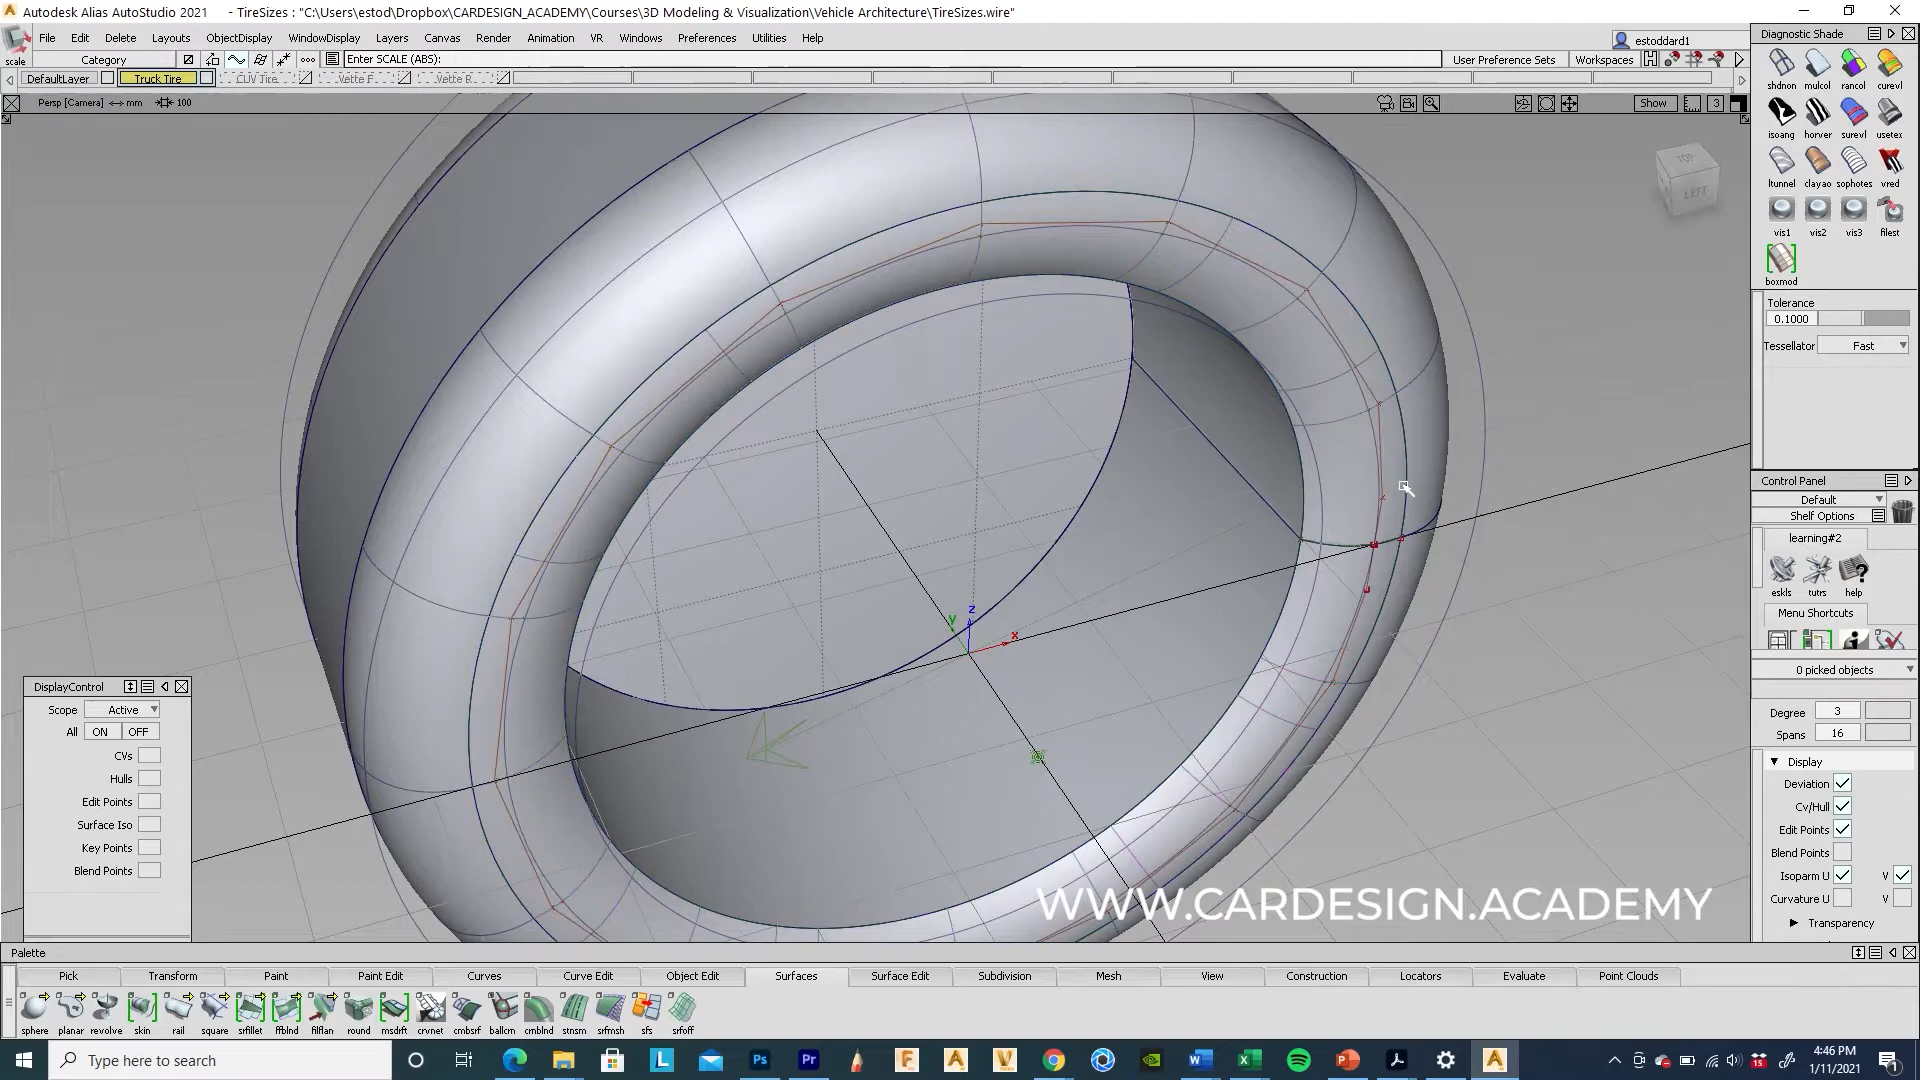 Autodesk Alias AutoStudio 2021 - TireSizes : "C:\Users\estod\Dropbox\CARDESIGN_ACADEMY\Courses\3D Modeling & Visualization\Vehicle Architecture\TireSizes.wire"
File Edit Delete Layouts ObjectDisplay WindowDisplay Layers Canvas Render Animation VR Windows Preferences Utilities Help
estoddard1
scale
Category
Enter SCALE (ABS):
User Preference Sets
Workspaces
DefaultLayer Truck Tire CUV Tire Vette F Vette R
Persp [Camera] <-> mm 100
Show
3
TOP
LEFT
Diagnostic Shade
shdnon mulcol rancol curevl
isoang horver surevl usetex
ltunnel clayao sophotes vred
vis1 vis2 vis3 filest
boxmod
Tolerance
0.1000
Tessellator Fast
Control Panel
Default
Shelf Options
learning#2
eskls tutrs help
Menu Shortcuts
0 picked objects
Degree 3
Spans 16
Display
Deviation
Cv/Hull
Edit Points
Blend Points
Isoparm U V
Curvature U V
Transparency
z
y
x
DisplayControl
Scope Active
All ON OFF
CVs
Hulls
Edit Points
Surface Iso
Key Points
Blend Points
WWW.CARDESIGN.ACADEMY
Palette
Pick Transform Paint Paint Edit Curves Curve Edit Object Edit Surfaces Surface Edit Subdivision Mesh View Construction Locators Evaluate Point Clouds
sphere planar revolve skin rail square srfillet ffblnd filflan round msdrft crvnet cmbsrf ballcrn crnblnd stnsrn srfmsh sfs srfoff
Type here to search
4:46 PM
1/11/2021